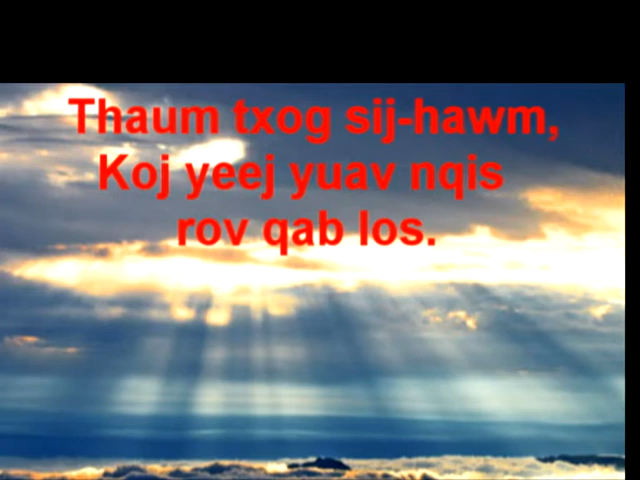 Thaum txog sij-hawm,
Koj yeej yuav nqis
rov qab los.